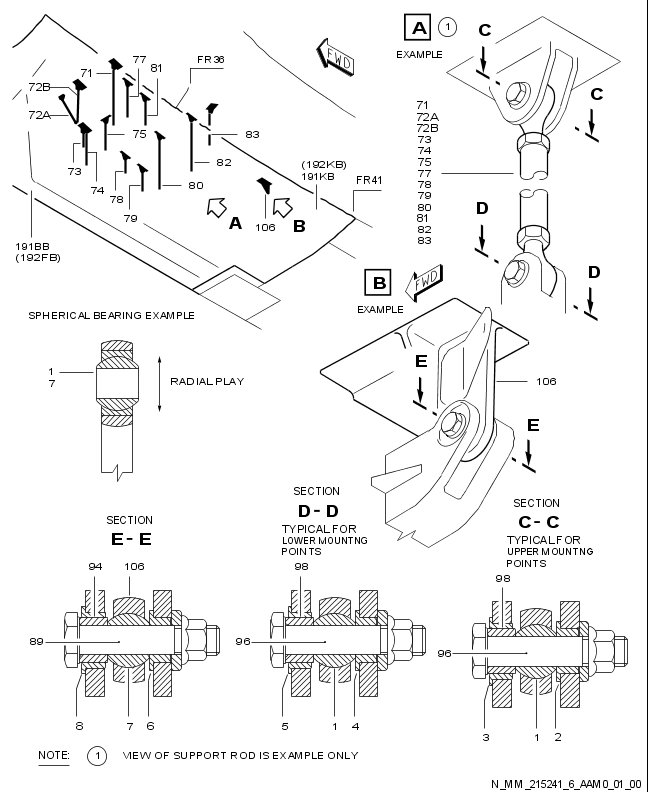 A 1
EXAMPLE
C
C
FWD
77
81
FR36
71
72B
72A
75
73
74
78
79
80
82
83
(192KB)
191KB
FR41
A
106
B
191BB
(192FB)
71
72A
72B
73
74
75
77
78
79
80
81
82
83
D
D
B
EXAMPLE
FWD
SPHERICAL BEARING EXAMPLE
1
7
RADIAL PLAY
E
106
E
SECTION
E-E
SECTION
D-D
TYPICAL FOR
LOWER MOUNTNG
POINTS
SECTION
C-C
TYPICAL FOR
UPPER MOUNTNG
POINTS
94
106
89
8
7
6
98
96
5
1
4
98
96
3
1
2
NOTE: 1 VIEW OF SUPPORT ROD IS EXAMPLE ONLY
N_MM_215241_6_AAM0_01_00